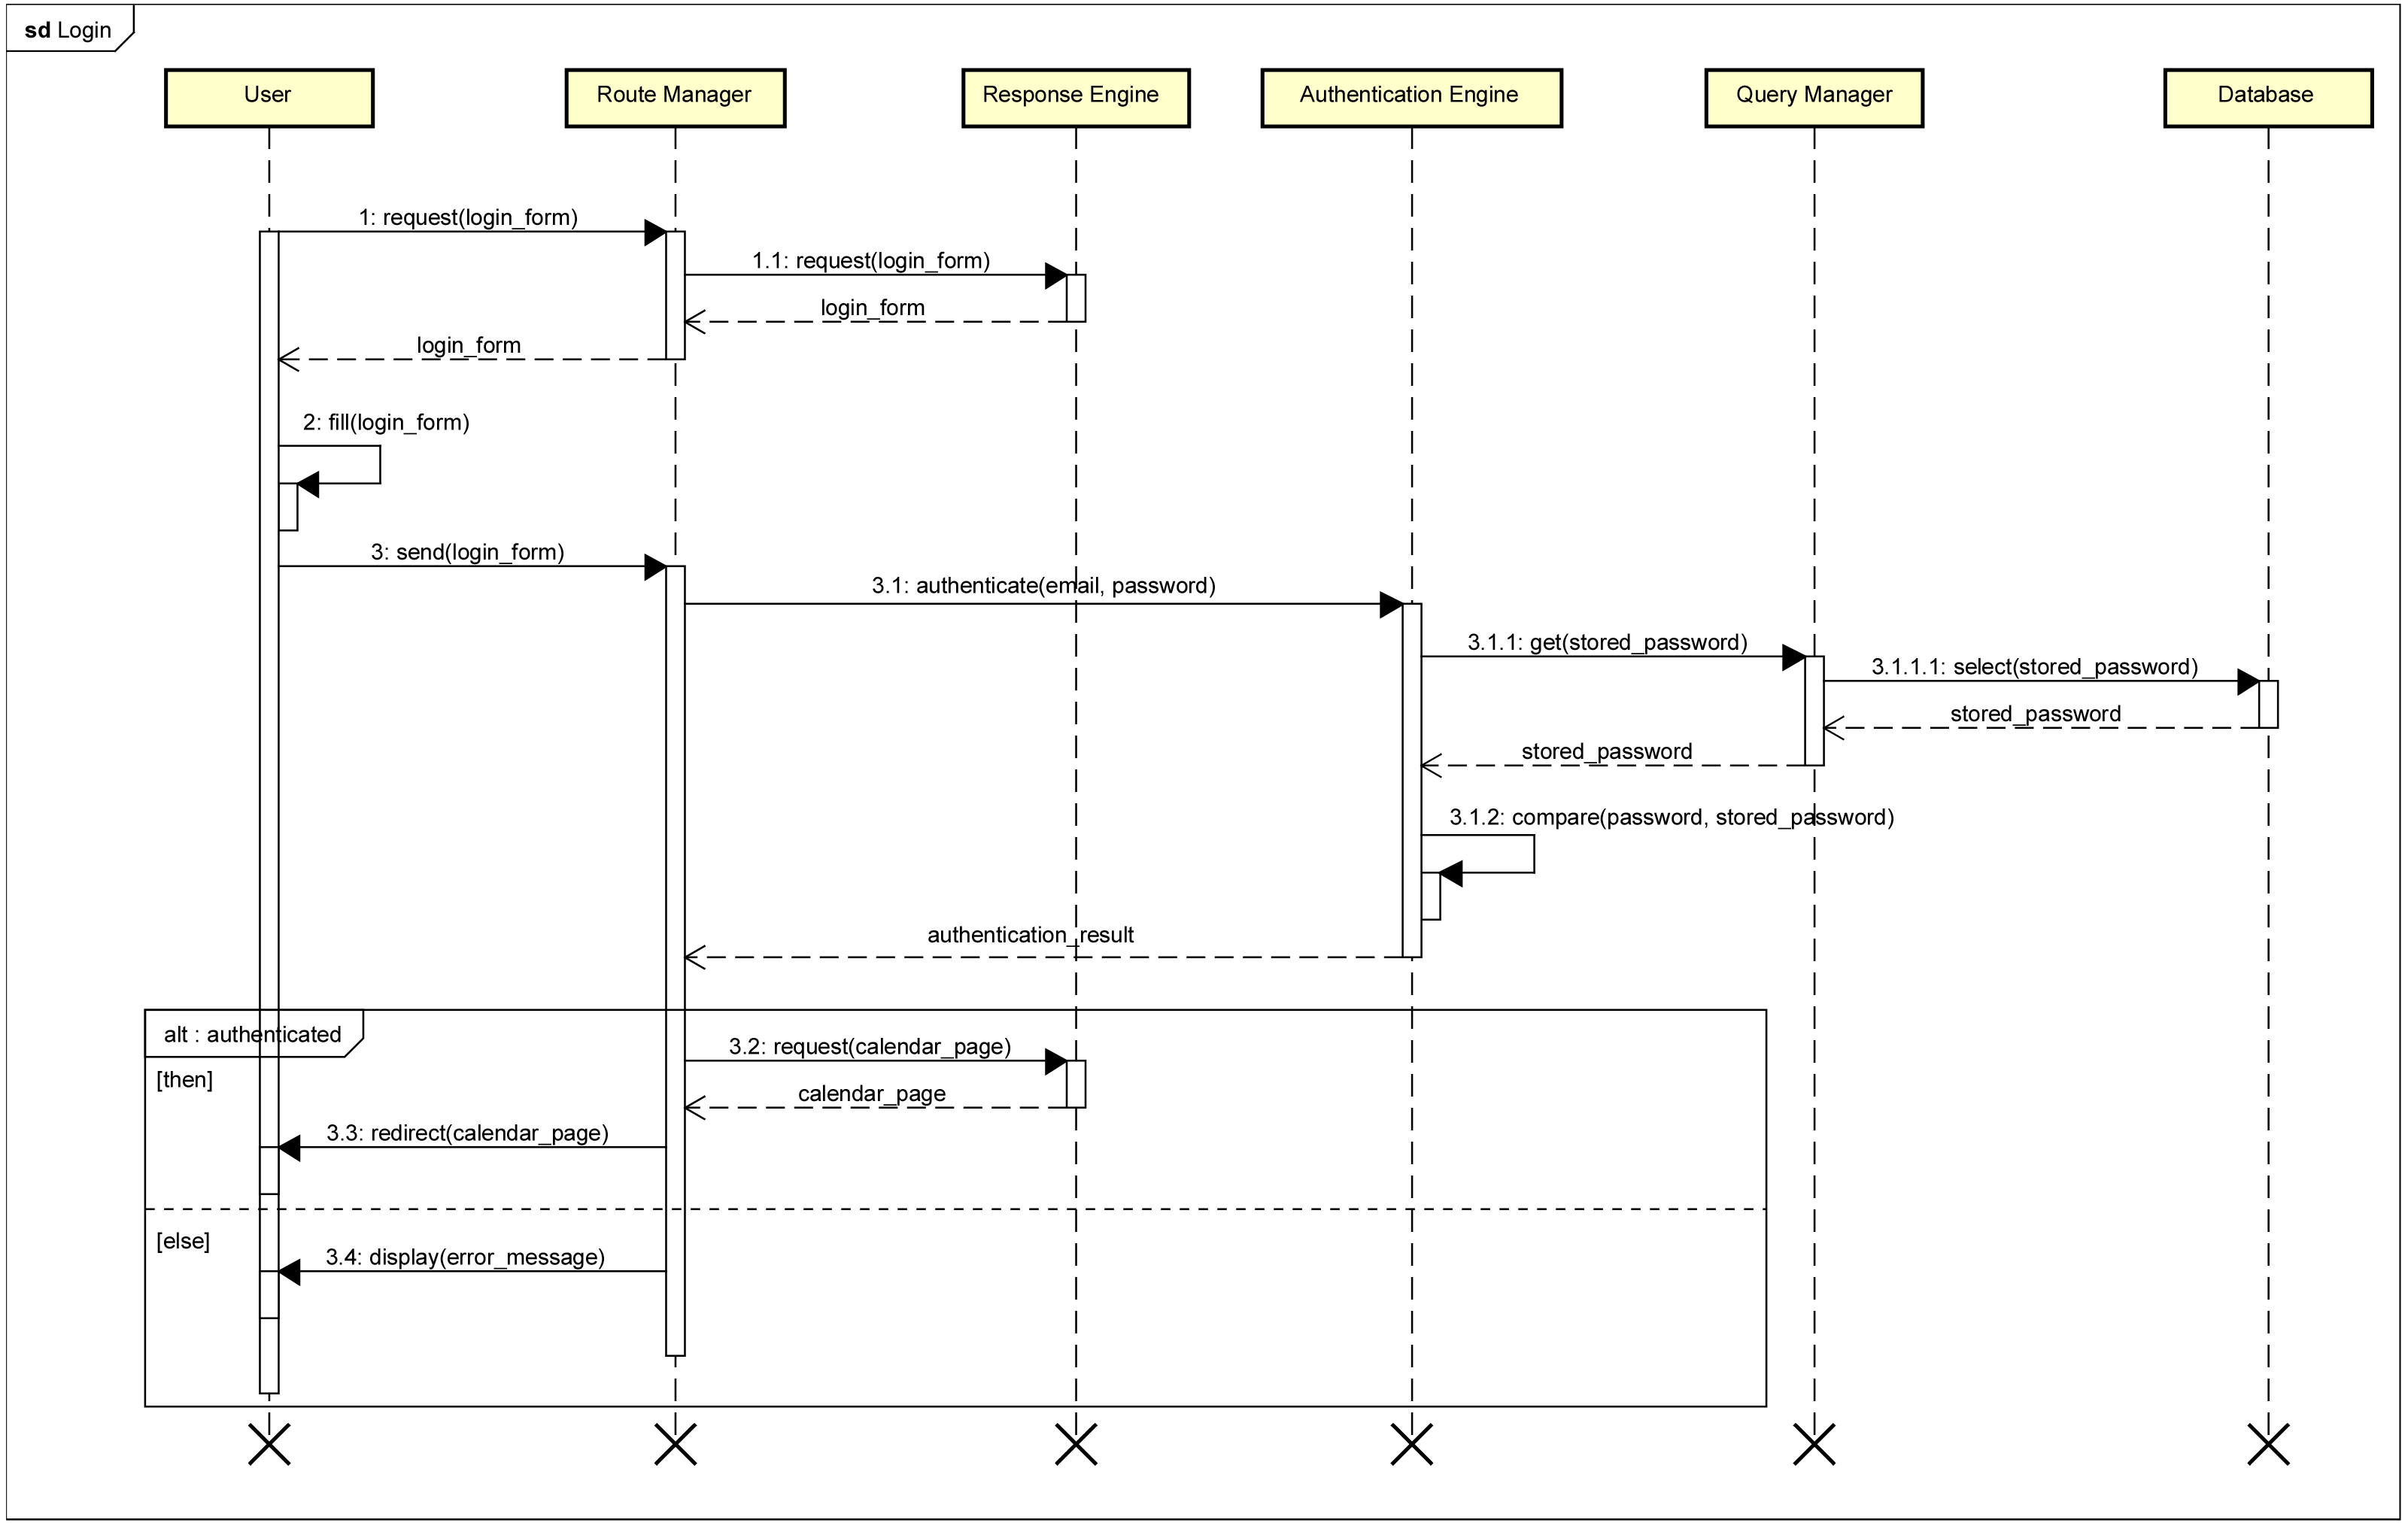 sd Login
User
Route Manager
Response Engine
Authentication Engine
Query Manager
Database
1: request(login_form)
1.1: request(login_form)
login_form
login_form
2: fill(login_form)
3: send(login_form)
3.1: authenticate(email, password)
3.1.1: get(stored_password)
3.1.1.1: select(stored_password)
stored_password
stored_password
3.1.2: compare(password, stored_password)
authentication_result
alt : authenticated
3.2: request(calendar_page)
[then]
calendar_page
3.3: redirect(calendar_page)
[else]
3.4: display(error_message)